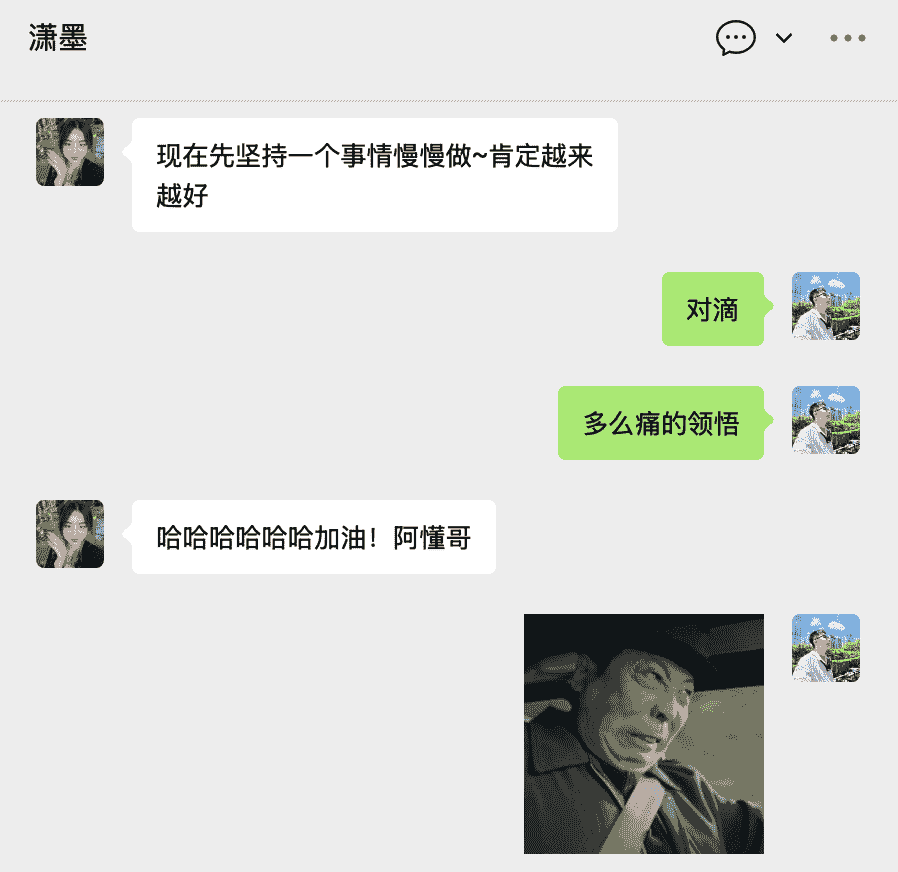 潇墨
现在先坚持一个事情慢慢做~肯定越来
越好
对滴
多么痛的领悟
哈哈哈哈哈哈加油！阿懂哥